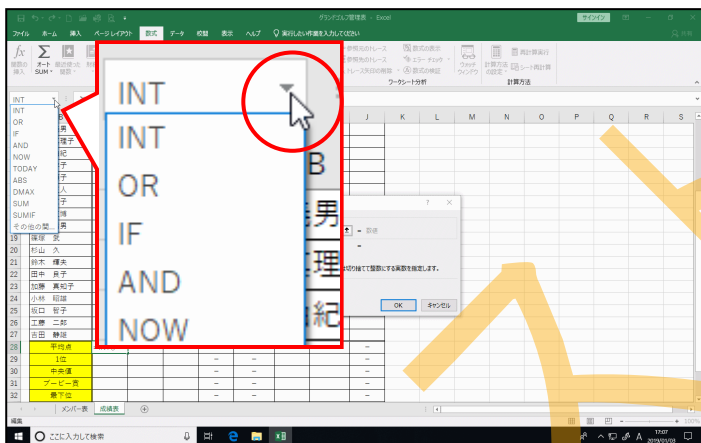 グランドゴルフ管理表 - Excel
サインイン
ファイル ホーム 挿入 ページレイアウト 数式 データ 校閲 表示 ヘルプ 実行したい作業を入力してください
共有
fx Σ
関数の挿入 オート SUM 最近使った関数
参照元のトレース 数式の表示
参照先のトレース エラー チェック
トレース矢印の削除 数式の検証
ウォッチウィンドウ
計算方法の設定
再計算実行
シート再計算
ワークシート分析 計算方法
INT
INT
OR
IF
AND
NOW
TODAY
ABS
DMAX
SUM
SUMIF
その他の関...
INT
INT
OR
IF
AND
NOW
B
男
理
紀
J K L M N O P Q R S
? ×
= 数値
=
切り捨てて整数にする実数を指定します。
OK キャンセル
19 篠塚 武
20 杉山 久
21 鈴木 輝夫
22 田中 良子
23 加藤 真知子
24 小林 昭雄
25 坂口 智子
26 工藤 二郎
27 吉田 静雄
28 平均点 –
29 1位 – – –
30 中央値 – – –
31 ブービー賞 – – –
32 最下位 – – –
メンバー表 成績表
編集
100%
ここに入力して検索
A 17:07
2019/01/08